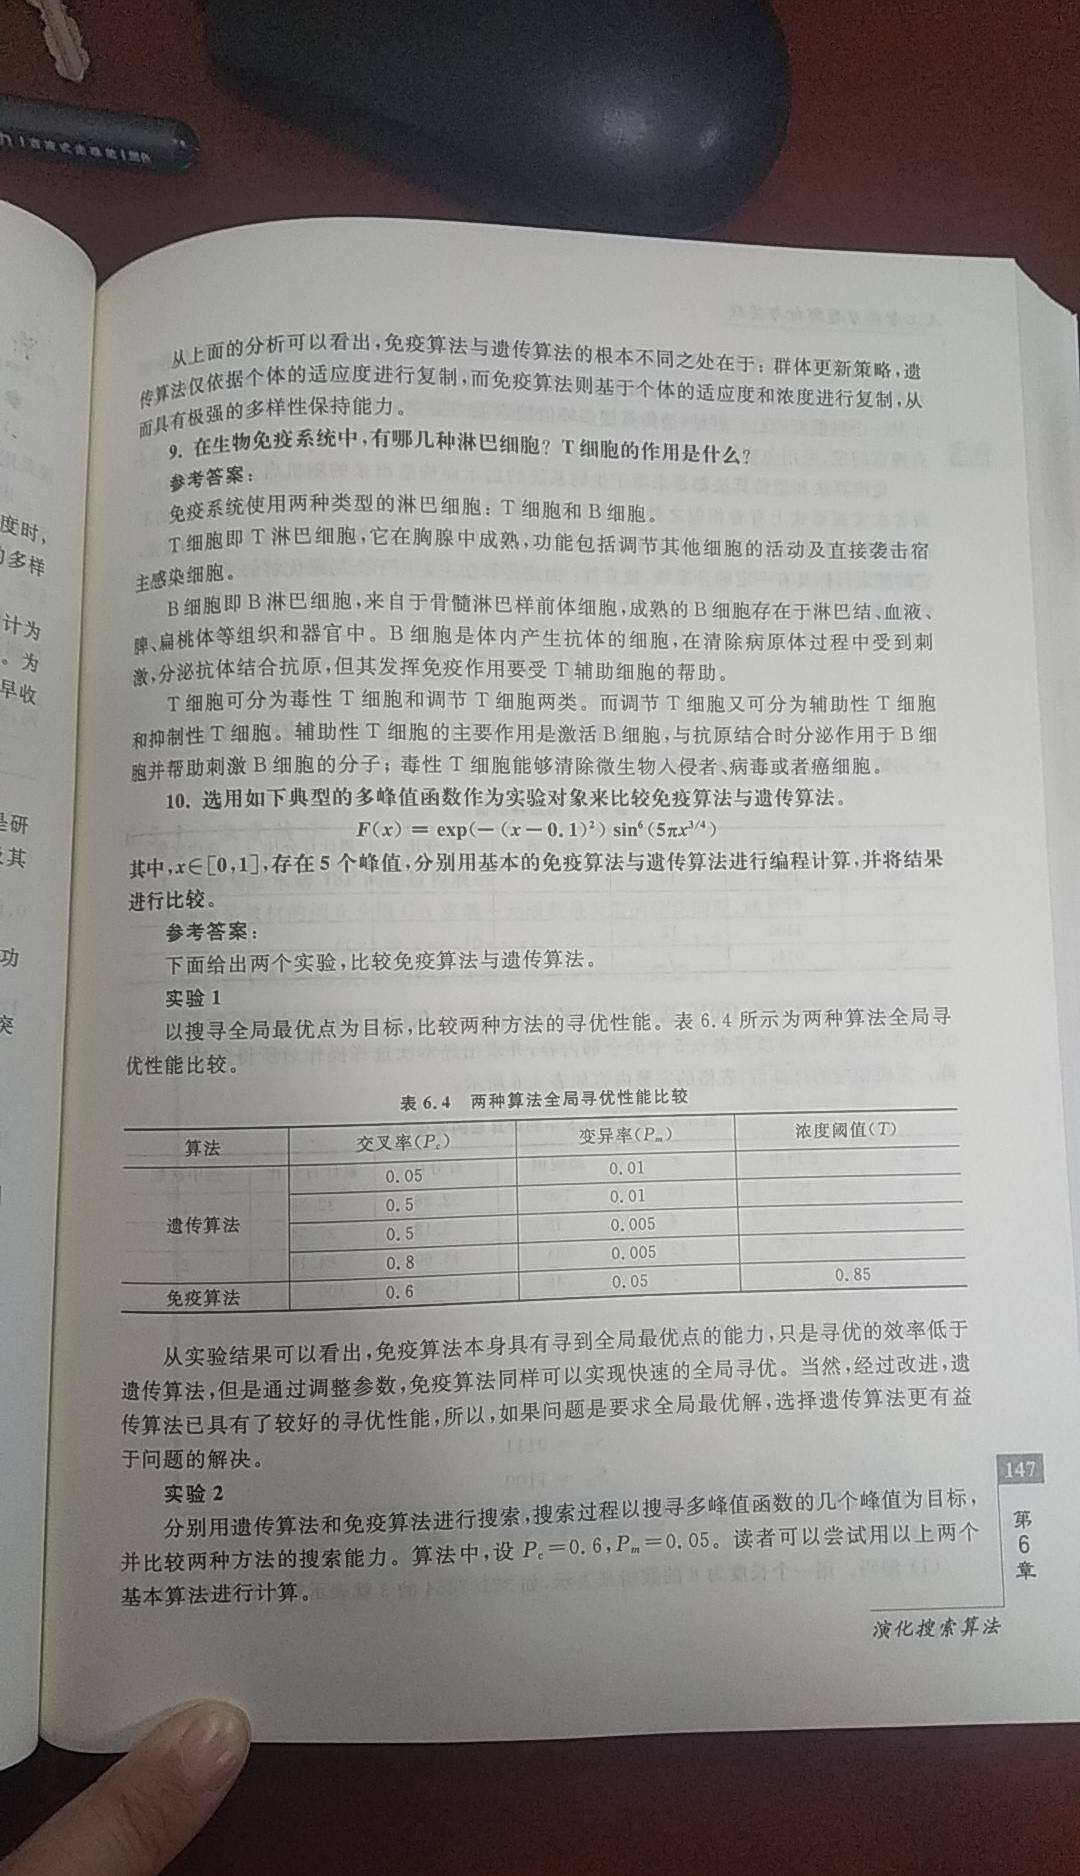 从上面的分析可以看出,免疫算法与遗传算法的根本不同之处在于：群体更新策略,遗
传算法仅依据个体的适应度进行复制,而免疫算法则基于个体的适应度和浓度进行复制,从
而具有极强的多样性保持能力。
9. 在生物免疫系统中,有哪几种淋巴细胞？T细胞的作用是什么？
参考答案：
免疫系统使用两种类型的淋巴细胞：T细胞和B细胞。
T细胞即T淋巴细胞,它在胸腺中成熟,功能包括调节其他细胞的活动及直接袭击宿
主感染细胞。
B细胞即B淋巴细胞,来自于骨髓淋巴样前体细胞,成熟的B细胞存在于淋巴结、血液、
脾、扁桃体等组织和器官中。B细胞是体内产生抗体的细胞,在清除病原体过程中受到刺
激,分泌抗体结合抗原,但其发挥免疫作用要受T辅助细胞的帮助。
T细胞可分为毒性T细胞和调节T细胞两类。而调节T细胞又可分为辅助性T细胞
和抑制性T细胞。辅助性T细胞的主要作用是激活B细胞,与抗原结合时分泌作用于B细
胞并帮助刺激B细胞的分子；毒性T细胞能够清除微生物人侵者、病毒或者癌细胞。
10. 选用如下典型的多峰值函数作为实验对象来比较免疫算法与遗传算法。
F(x) = exp(−(x−0.1)²) sin⁶(5πx^{3/4})
其中,x∈[0,1],存在5个峰值,分别用基本的免疫算法与遗传算法进行编程计算,并将结果
进行比较。
参考答案：
下面给出两个实验,比较免疫算法与遗传算法。
实验1
以搜寻全局最优点为目标,比较两种方法的寻优性能。表6.4所示为两种算法全局寻
优性能比较。
表6.4 两种算法全局寻优性能比较
算法 交叉率(P_c) 变异率(P_m) 浓度阈值(T)
遗传算法 0.05 0.01
0.5 0.01
0.5 0.005
0.8 0.005
免疫算法 0.6 0.05 0.85
从实验结果可以看出,免疫算法本身具有寻到全局最优点的能力,只是寻优的效率低于
遗传算法,但是通过调整参数,免疫算法同样可以实现快速的全局寻优。当然,经过改进,遗
传算法已具有了较好的寻优性能,所以,如果问题是要求全局最优解,选择遗传算法更有益
于问题的解决。
实验2
分别用遗传算法和免疫算法进行搜索,搜索过程以搜寻多峰值函数的几个峰值为目标,
并比较两种方法的搜索能力。算法中,设P_c=0.6,P_m=0.05。读者可以尝试用以上两个
基本算法进行计算。
147
第
6
章
演化搜索算法
度时,
多样
计为
。为
早收
是研
其
功
突